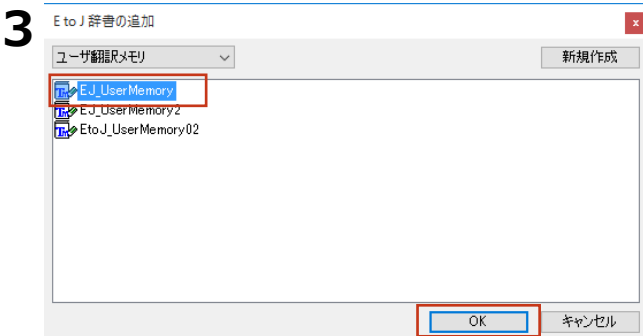 3
E to J 辞書の追加
x
ユーザ翻訳メモリ
新規作成
EJ_UserMemory
EJ_UserMemory2
EtoJ_UserMemory02
OK
キャンセル